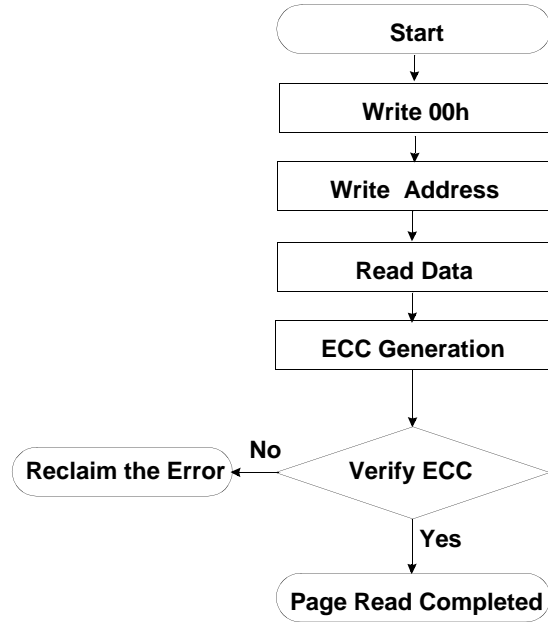 Start
Write 00h
Write Address
Read Data
ECC Generation
Verify ECC
No
Reclaim the Error
Yes
Page Read Completed